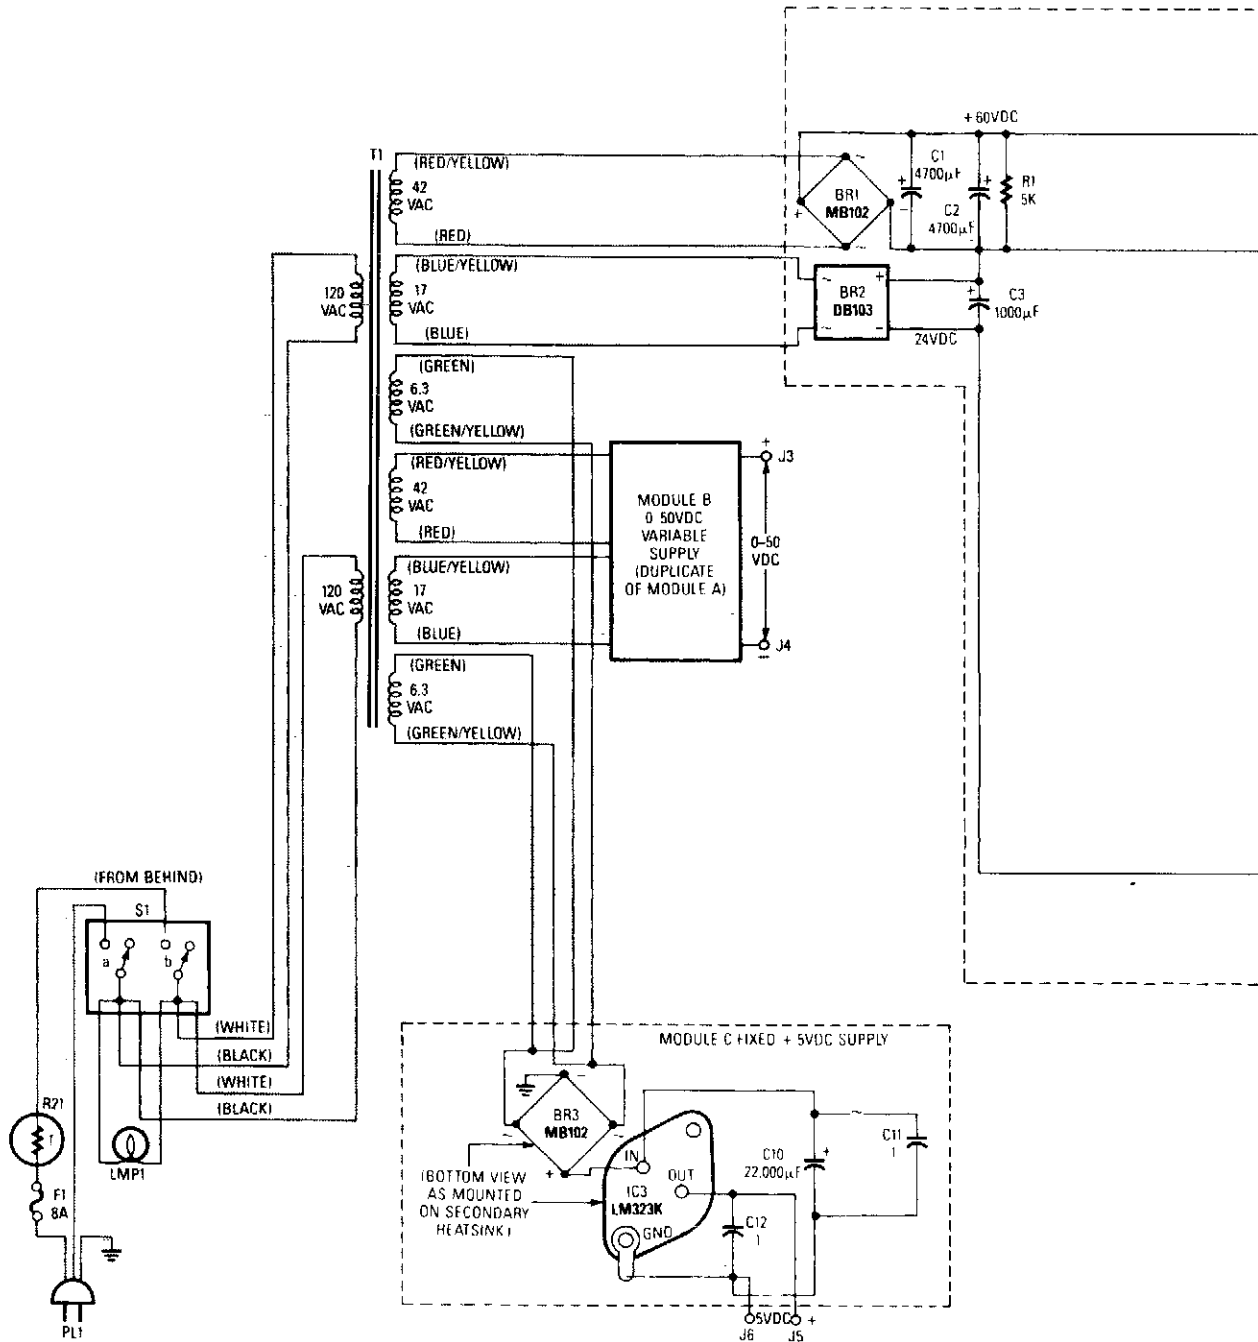 + 60VDC
T1
(RED/YELLOW)
42
VAC
(RED)
BR1
MB102
+
C1
4700µF
+
C2
4700µF
+
R1
5K
(BLUE/YELLOW)
17
VAC
(BLUE)
120
VAC
BR2
DB103
~
~
+
−
24VDC
C3
1000µF
+
(GREEN)
6.3
VAC
(GREEN/YELLOW)
(RED/YELLOW)
42
VAC
(RED)
MODULE B
0-50VDC
VARIABLE
SUPPLY
(DUPLICATE
OF MODULE A)
+
J3
0–50
VDC
J4
−
120
VAC
(BLUE/YELLOW)
17
VAC
(BLUE)
(GREEN)
6.3
VAC
(GREEN/YELLOW)
(FROM BEHIND)
S1
a
b
(WHITE)
(BLACK)
(WHITE)
(BLACK)
R21
T
LMP1
F1
8A
PL1
MODULE C FIXED + 5VDC SUPPLY
~
BR3
MB102
~
~
+
(BOTTOM VIEW
AS MOUNTED
ON SECONDARY
HEATSINK)
IN
OUT
IC3
LM323K
GND
C10
22,000µF
+
C11
1
C12
1
5VDC
+
J6
J5